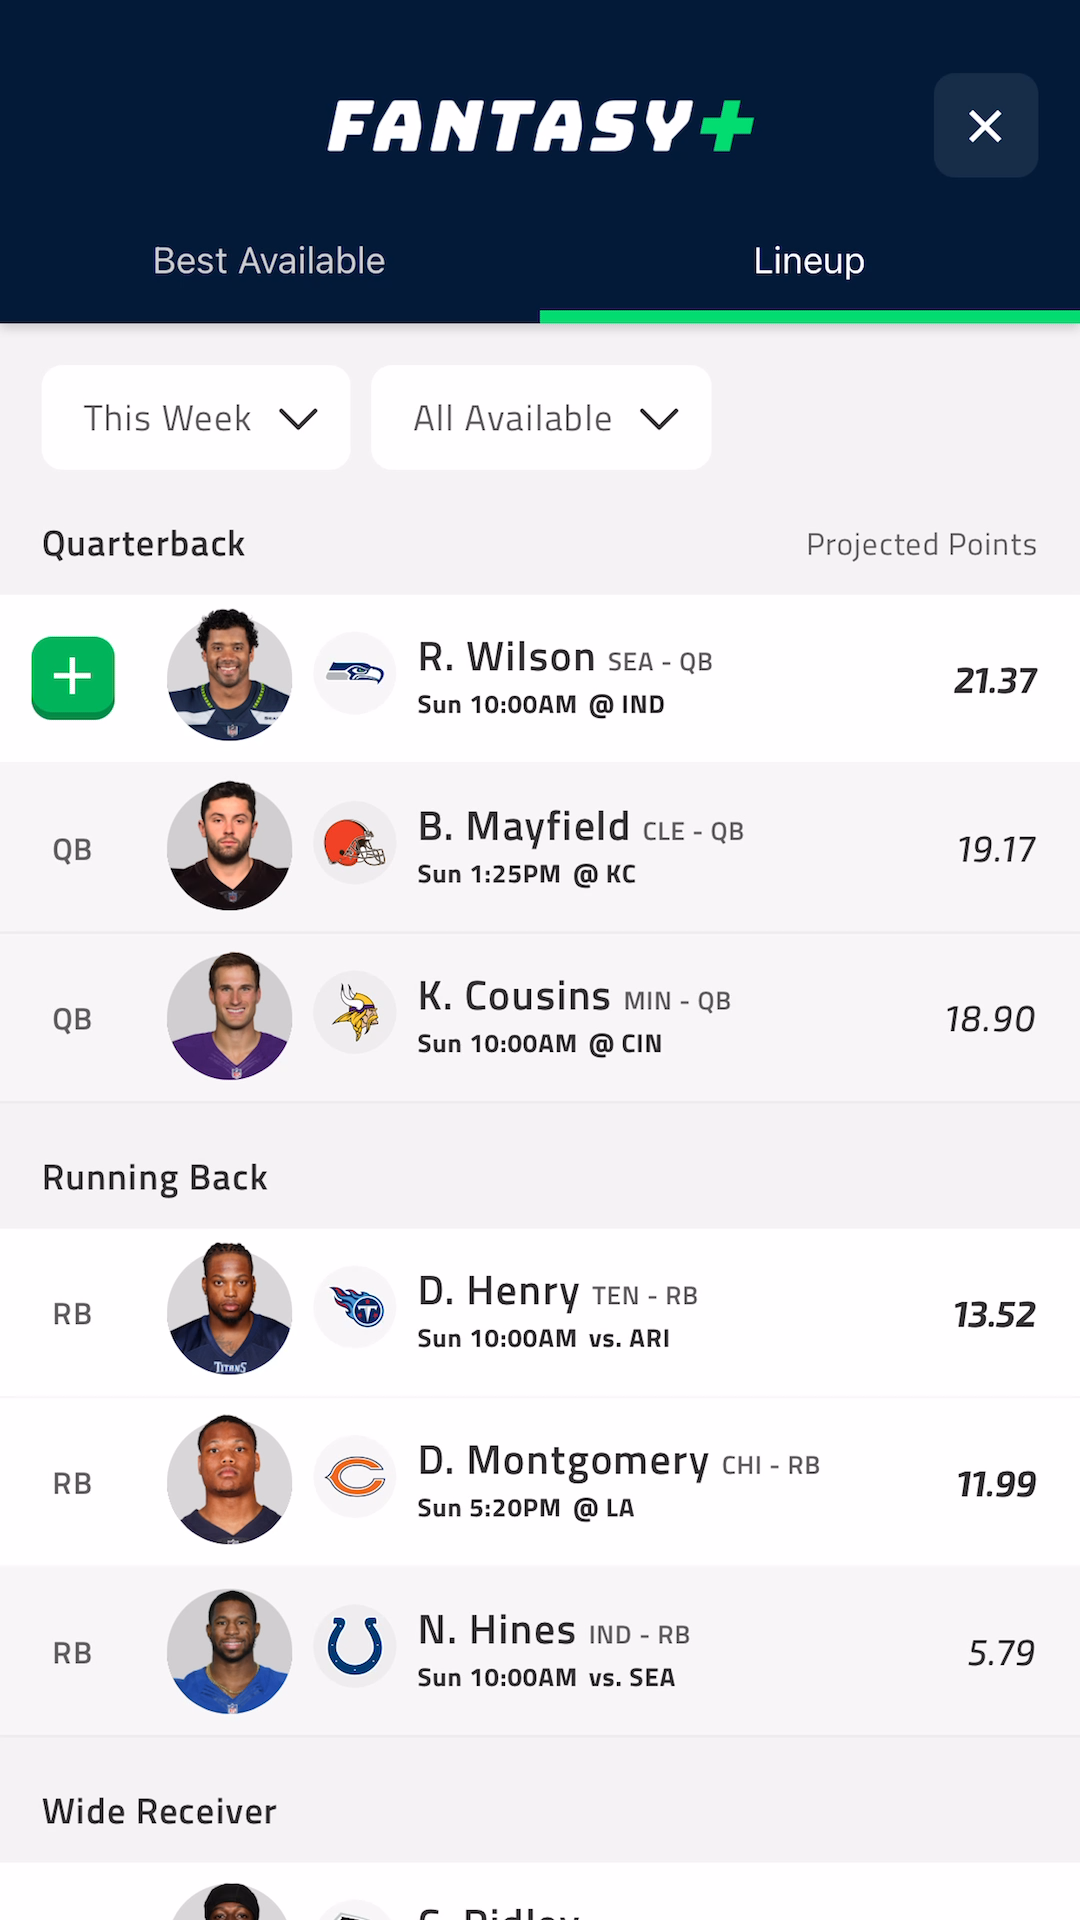 FANTASY+
Best Available
Lineup
This Week
All Available
Quarterback
Projected Points
R. Wilson SEA - QB
Sun 10:00AM @ IND
21.37
QB
B. Mayfield CLE - QB
Sun 1:25PM @ KC
19.17
QB
K. Cousins MIN - QB
Sun 10:00AM @ CIN
18.90
Running Back
RB
D. Henry TEN - RB
Sun 10:00AM vs. ARI
13.52
TITANS
RB
D. Montgomery CHI - RB
Sun 5:20PM @ LA
11.99
RB
N. Hines IND - RB
Sun 10:00AM vs. SEA
5.79
Wide Receiver
C. Ridley